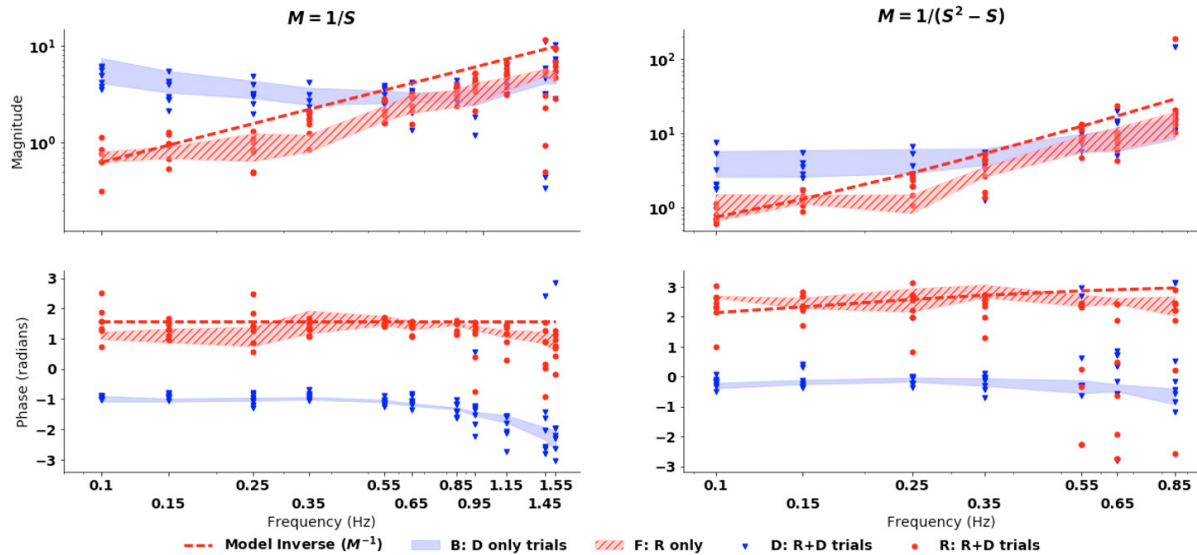 M = 1/S
M = 1/(S² − S)
Magnitude
10¹
10⁰
10²
10¹
10⁰
Phase (radians)
3
2
1
0
−1
−2
−3
3
2
1
0
−1
−2
−3
0.1 0.25 0.35 0.55 0.85 1.15 1.55
0.15 0.65 0.95 1.45
Frequency (Hz)
0.1 0.25 0.55 0.85
0.15 0.35 0.65
Frequency (Hz)
Model Inverse (M⁻¹) B: D only trials F: R only D: R+D trials R: R+D trials